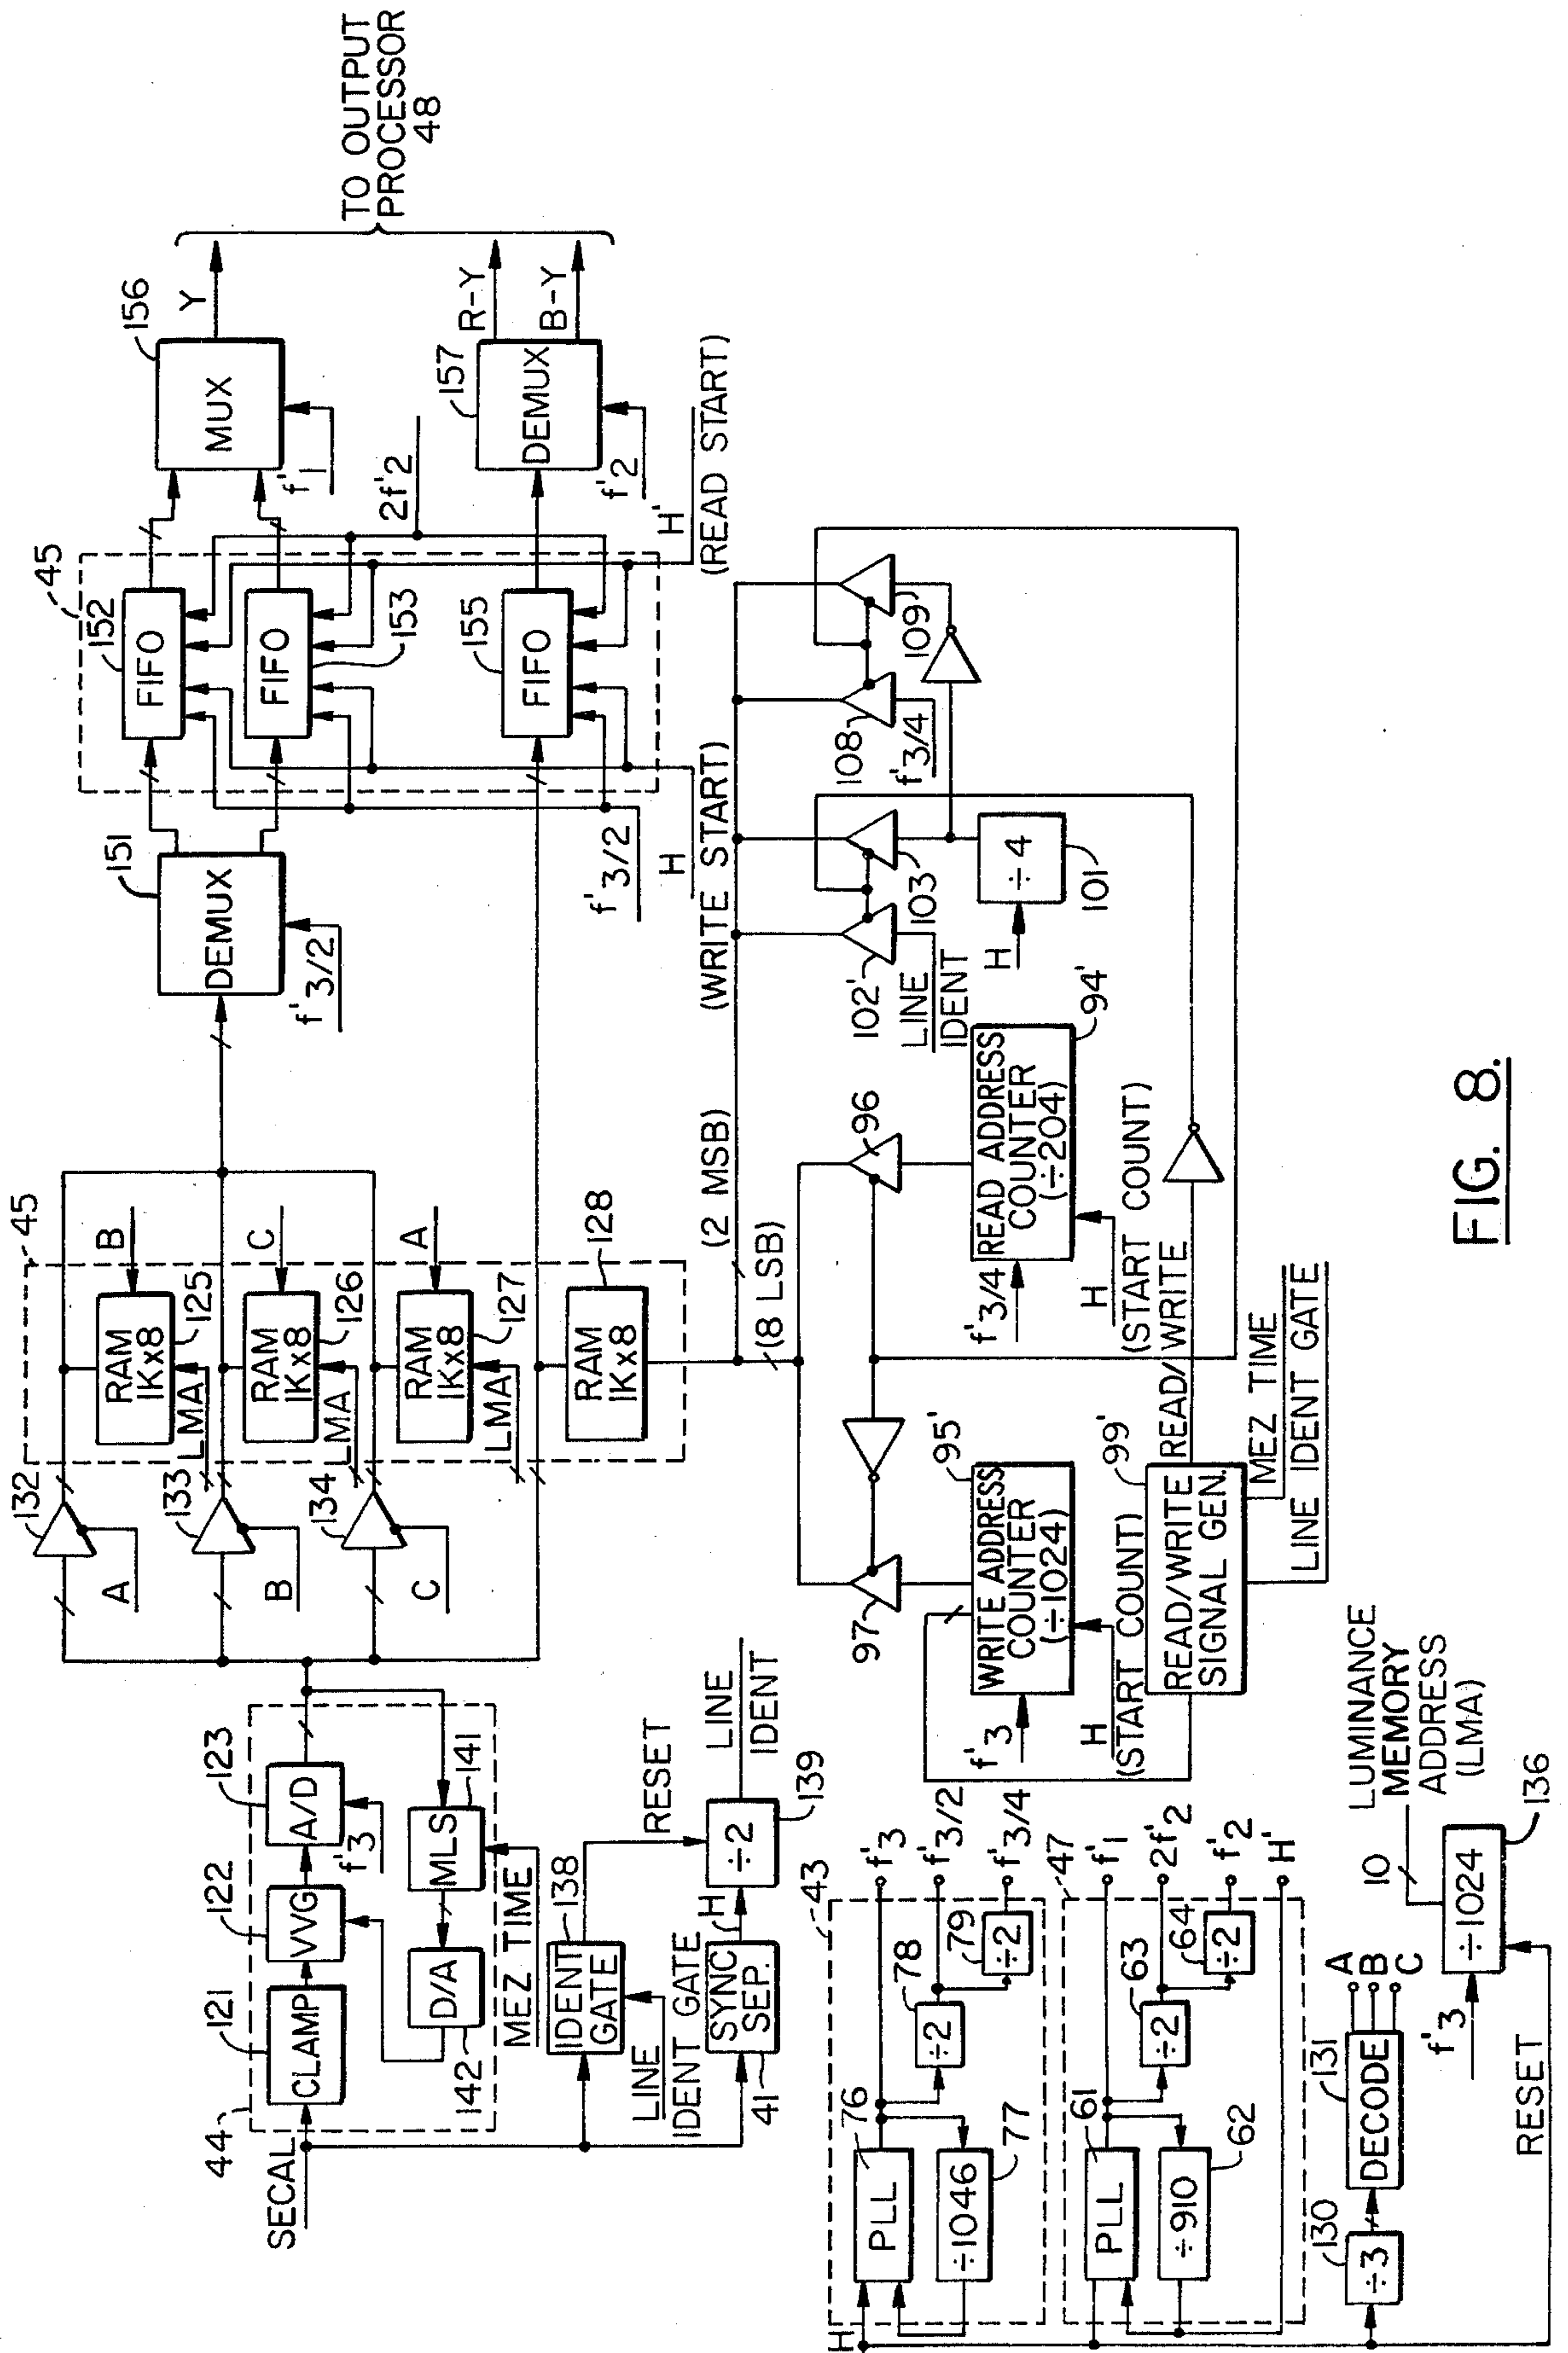 SECAL
44
CLAMP
121
VVG
122
A/D
123
f'3
D/A
142
MLS
141
MEZ TIME
IDENT
GATE
138
LINE
IDENT GATE
SYNC
SEP.
41
RESET
H
÷2
139
LINE
IDENT
132
133
134
A
B
C
45
RAM
1Kx8
125
B
LMA
RAM
1Kx8
126
C
LMA
RAM
1Kx8
127
A
LMA
RAM
1Kx8
128
DEMUX
151
f'3/2
45
FIFO
152
FIFO
153
FIFO
155
f'3/2
H
(WRITE START)
2f'2
H'
(READ START)
MUX
156
f'1
DEMUX
157
f'2
Y
R-Y
B-Y
TO OUTPUT
PROCESSOR
48
(2 MSB)
(8 LSB)
97
96
WRITE ADDRESS
COUNTER
(÷1024)
95'
f'3
H
(START COUNT)
READ ADDRESS
COUNTER
(÷204)
94'
f'3/4
H
(START COUNT)
READ/WRITE
SIGNAL GEN.
99'
READ/WRITE
MEZ TIME
LINE IDENT GATE
102'
LINE
IDENT
103
÷4
101
H
108
f'3/4
109
43
PLL
76
÷1046
77
÷2
78
÷2
79
f'3
f'3/2
f'3/4
H
47
PLL
61
÷910
62
÷2
63
÷2
64
f'1
2f'2
f'2
H'
÷3
130
DECODE
131
A
B
C
f'3
÷1024
136
RESET
10
LUMINANCE
MEMORY
ADDRESS
(LMA)
FIG. 8.